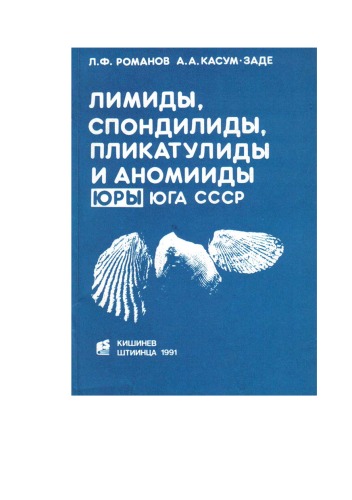 Л.Ф. РОМАНОВ А.А.КАСУМ-ЗАДЕ
ЛИМИДЫ,
СПОНДИЛИДЫ,
ПЛИКАТУЛИДЫ
И АНОМИИДЫ
ЮРЫ ЮГА СССР
КИШИНЕВ
ШТИИНЦА 1991